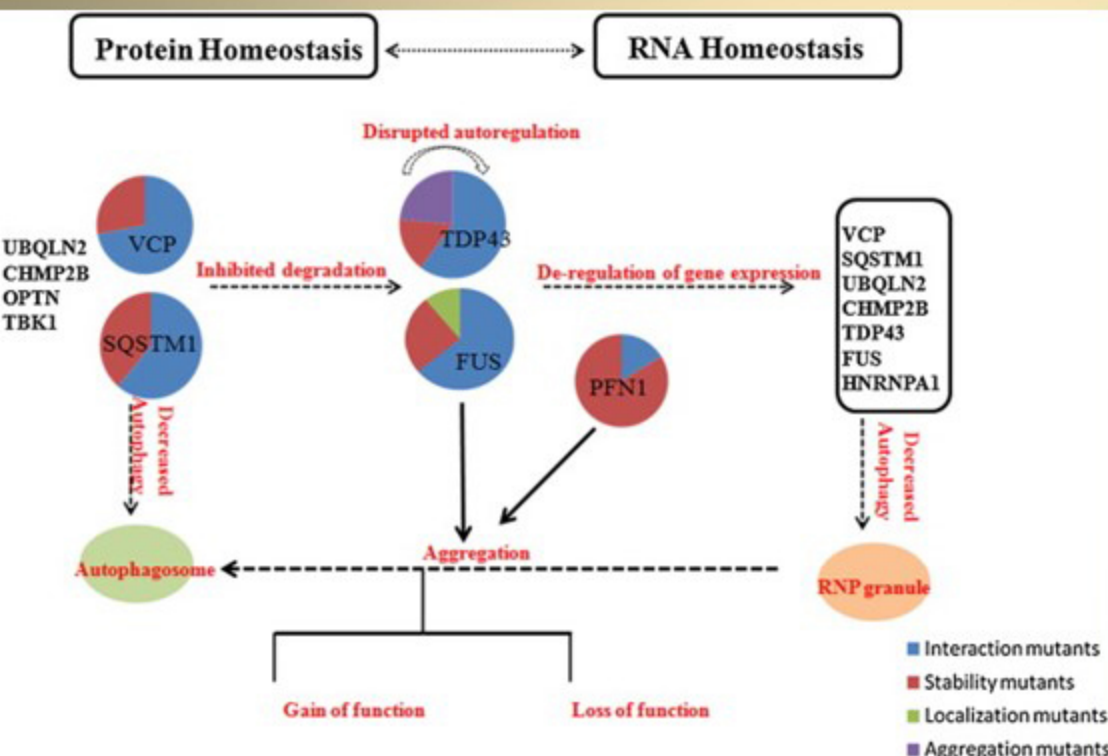 Protein Homeostasis
RNA Homeostasis
Disrupted autoregulation
UBQLN2
CHMP2B
OPTN
TBK1
VCP
SQSTM1
Inhibited degradation
TDP43
FUS
De-regulation of gene expression
PFN1
VCP
SQSTM1
UBQLN2
CHMP2B
TDP43
FUS
HNRNPA1
Decreased
Autophagy
Decreased
Autophagy
Autophagosome
Aggregation
RNP granule
Gain of function
Loss of function
Interaction mutants
Stability mutants
Localization mutants
Aggregation mutants